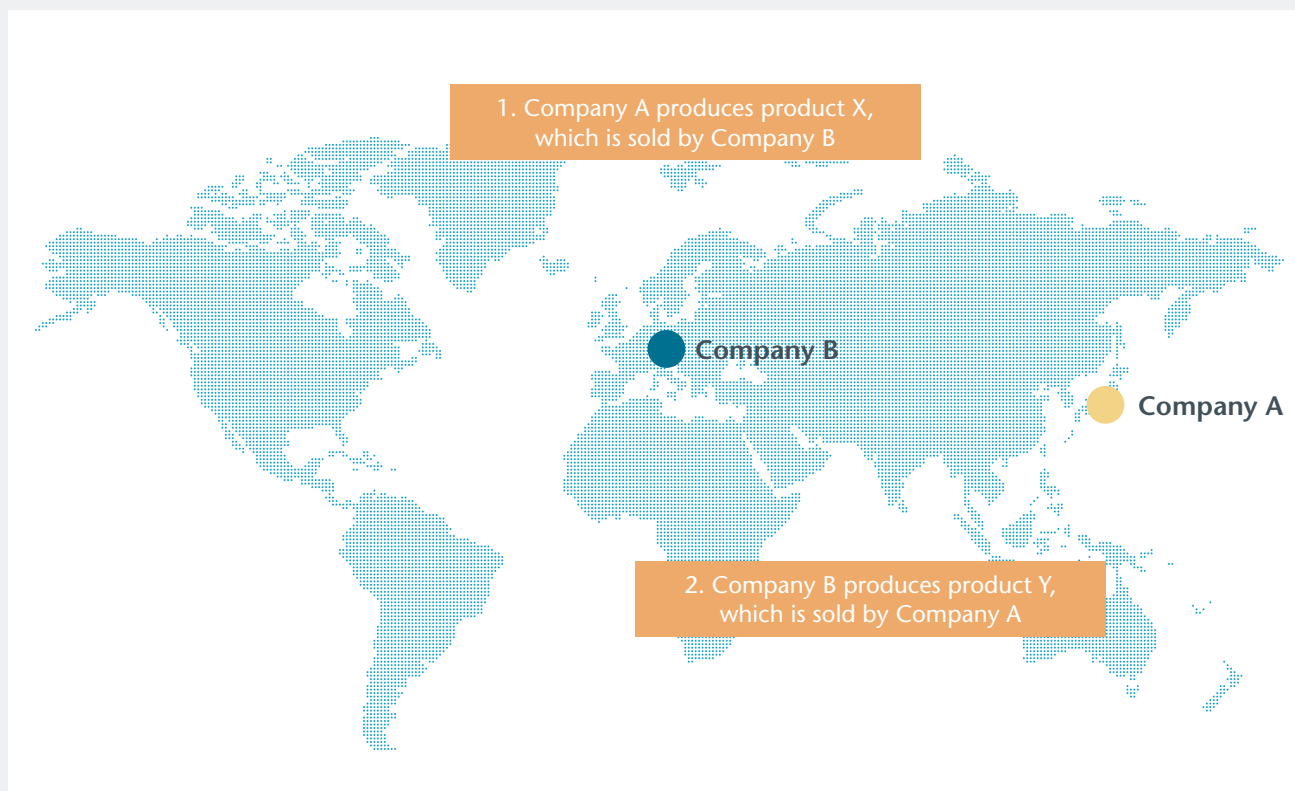 1. Company A produces product X,
which is sold by Company B
Company B
Company A
2. Company B produces product Y,
which is sold by Company A